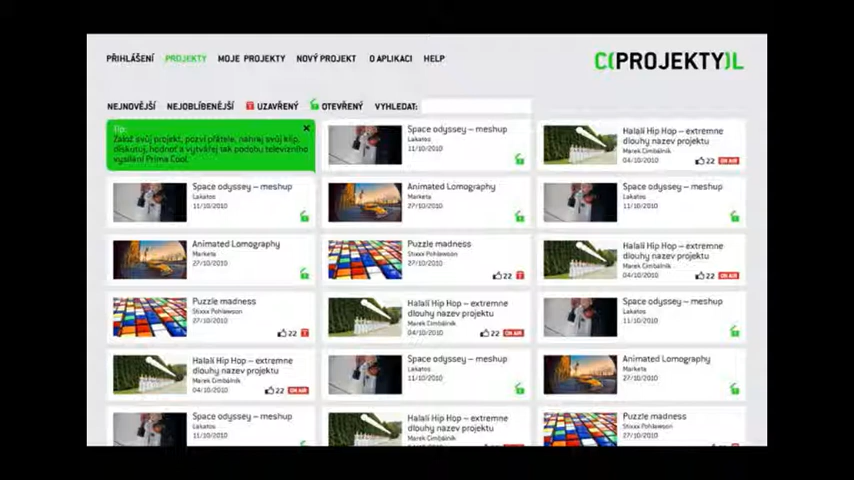 PŘIHLÁŠENÍ PROJEKTY MOJE PROJEKTY NOVÝ PROJEKT O APLIKACI HELP
C(PROJEKTY)L
NEJNOVĚJŠÍ NEJOBLÍBENĚJŠÍ UZAVŘENÝ OTEVŘENÝ VYHLEDAT:
Tip:
Založ svůj projekt, pozvi přátele, nahraj svůj klip,
diskutuj, hodnoť a vytvářej tak podobu televizního
vysílání Prima Cool.
Space odyssey – meshup
Lakatos
11/10/2010
Halali Hip Hop – extremne
dlouhy nazev projektu
Marek Cimbálník
04/10/2010 22 ON AIR
Space odyssey – meshup
Lakatos
11/10/2010
Animated Lomography
Marketa
27/10/2010
Space odyssey – meshup
Lakatos
11/10/2010
Animated Lomography
Marketa
27/10/2010
Puzzle madness
Stixxx Pohlawson
27/10/2010 22
Halali Hip Hop – extremne
dlouhy nazev projektu
Marek Cimbálník
04/10/2010 22 ON AIR
Puzzle madness
Stixxx Pohlawson
27/10/2010 22
Halali Hip Hop – extremne
dlouhy nazev projektu
Marek Cimbálník
04/10/2010 22 ON AIR
Space odyssey – meshup
Lakatos
11/10/2010
Halali Hip Hop – extremne
dlouhy nazev projektu
Marek Cimbálník
04/10/2010 22 ON AIR
Space odyssey – meshup
Lakatos
11/10/2010
Animated Lomography
Marketa
27/10/2010
Space odyssey – meshup
Lakatos
11/10/2010
Halali Hip Hop – extremne
dlouhy nazev projektu
Marek Cimbálník
04/10/2010
Puzzle madness
Stixxx Pohlawson
27/10/2010